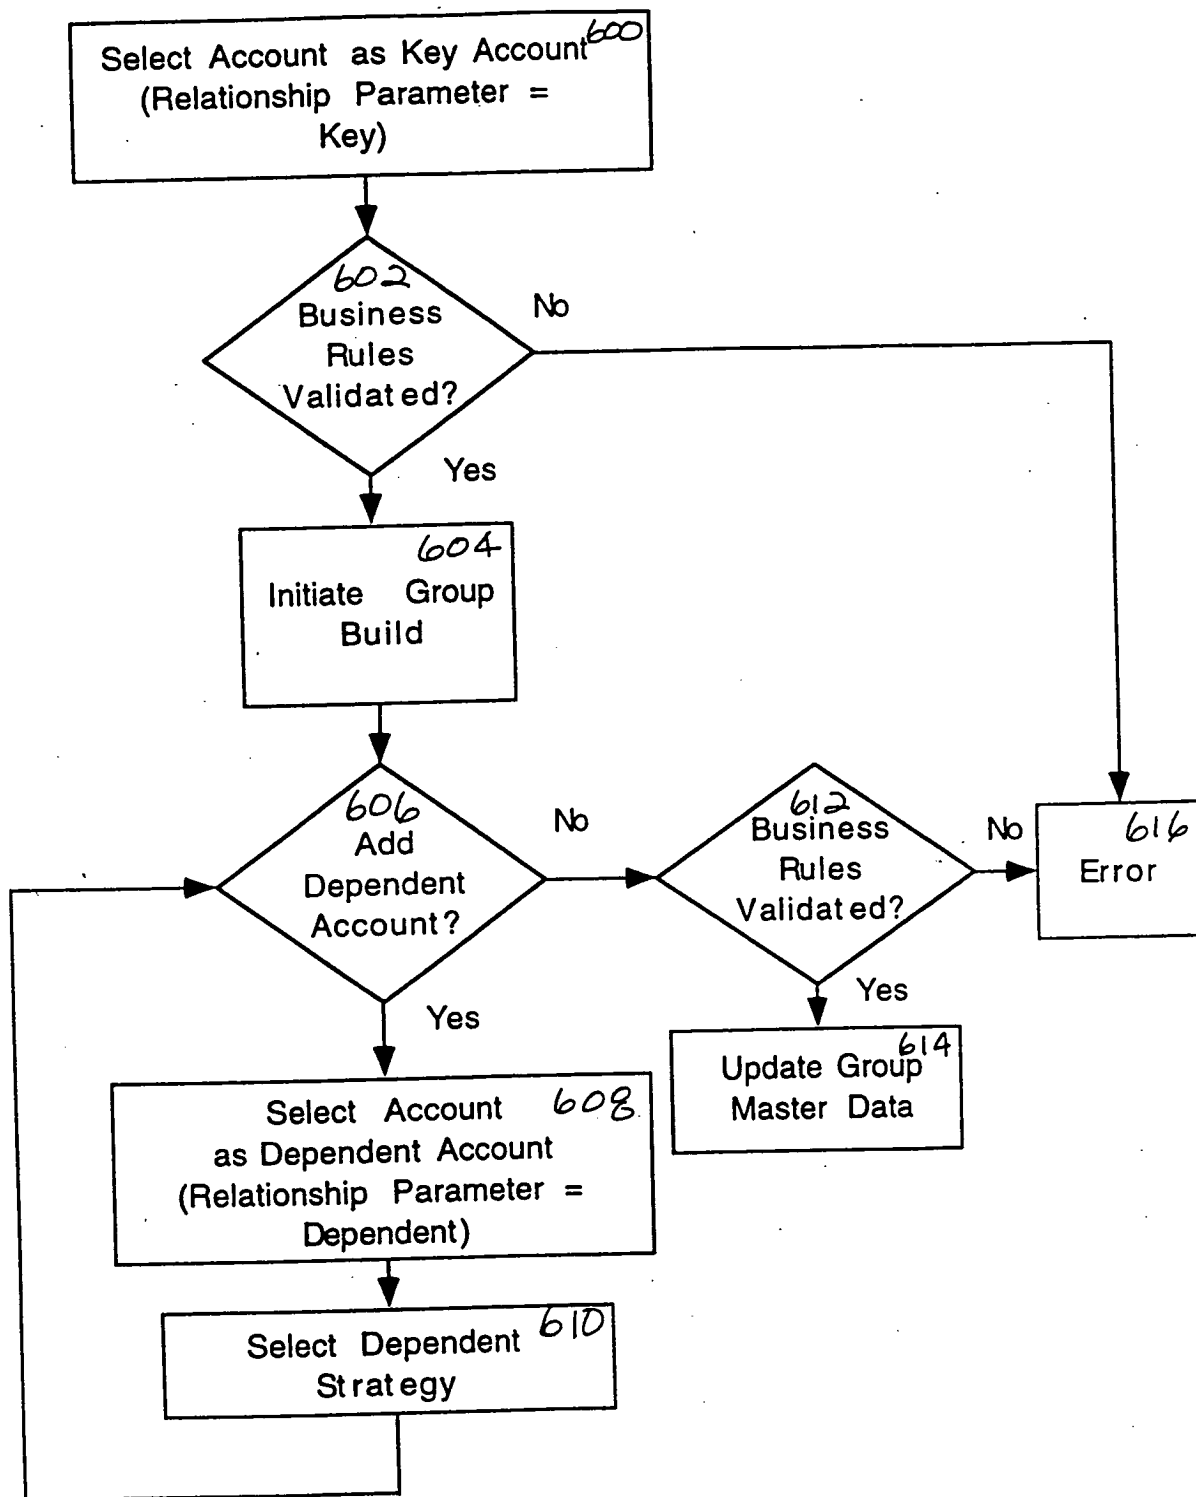 600
Select Account as Key Account
(Relationship Parameter =
Key)
602
Business
Rules
Validated?
No
Yes
604
Initiate Group
Build
606
Add
Dependent
Account?
No
Yes
612
Business
Rules
Validated?
No
Yes
616
Error
614
Update Group
Master Data
608
Select Account
as Dependent Account
(Relationship Parameter =
Dependent)
610
Select Dependent
Strategy